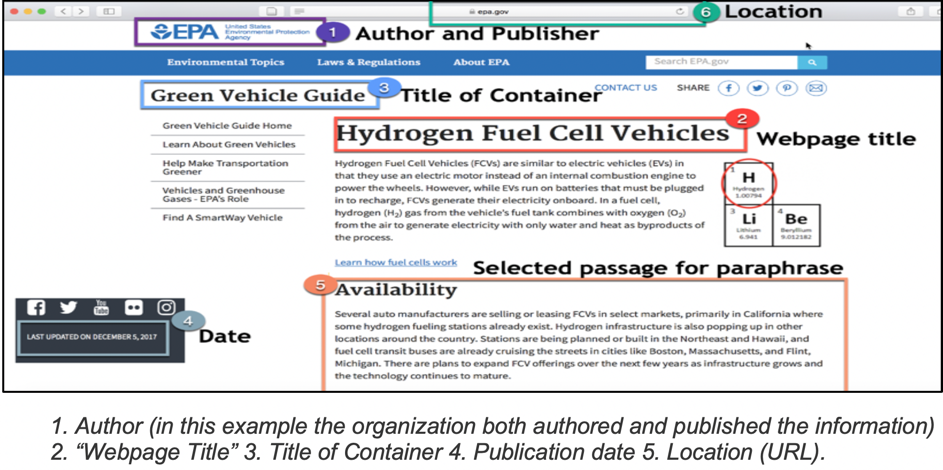 epa.gov
6 Location
EPA United States Environmental Protection Agency
1 Author and Publisher
Environmental Topics Laws & Regulations About EPA Search EPA.gov
Green Vehicle Guide
3 Title of Container
CONTACT US SHARE
Green Vehicle Guide Home
Learn About Green Vehicles
Help Make Transportation
Greener
Vehicles and Greenhouse
Gases - EPA's Role
Find A SmartWay Vehicle
Hydrogen Fuel Cell Vehicles
2 Webpage title
Hydrogen Fuel Cell Vehicles (FCVs) are similar to electric vehicles (EVs) in
that they use an electric motor instead of an internal combustion engine to
power the wheels. However, while EVs run on batteries that must be plugged
in to recharge, FCVs generate their electricity onboard. In a fuel cell,
hydrogen (H₂) gas from the vehicle's fuel tank combines with oxygen (O₂)
from the air to generate electricity with only water and heat as byproducts of
the process.
1
H
Hydrogen
1.00794
3
Li
Lithium
6.941
4
Be
Beryllium
9.012182
Learn how fuel cells work
Selected passage for paraphrase
5 Availability
Several auto manufacturers are selling or leasing FCVs in select markets, primarily in California where
some hydrogen fueling stations already exist. Hydrogen infrastructure is also popping up in other
locations around the country. Stations are being planned or built in the Northeast and Hawaii, and
fuel cell transit buses are already cruising the streets in cities like Boston, Massachusetts, and Flint,
Michigan. There are plans to expand FCV offerings over the next few years as infrastructure grows and
the technology continues to mature.
You
Tube
4 Date
LAST UPDATED ON DECEMBER 5, 2017
1. Author (in this example the organization both authored and published the information)
2. “Webpage Title” 3. Title of Container 4. Publication date 5. Location (URL).